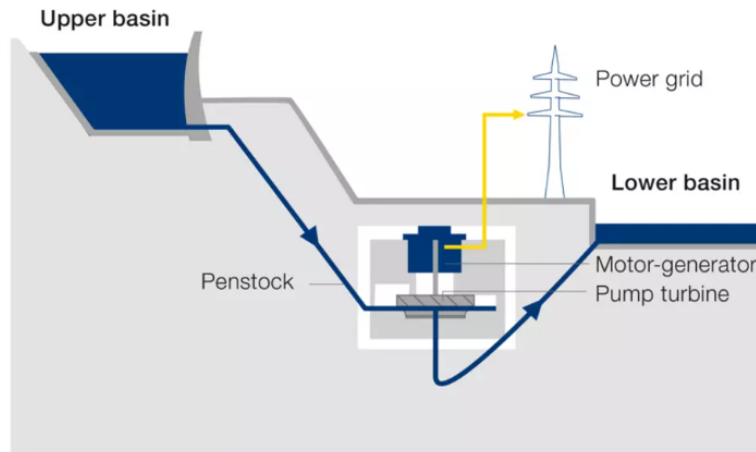 Upper basin
Power grid
Lower basin
Motor-generator
Penstock
Pump turbine